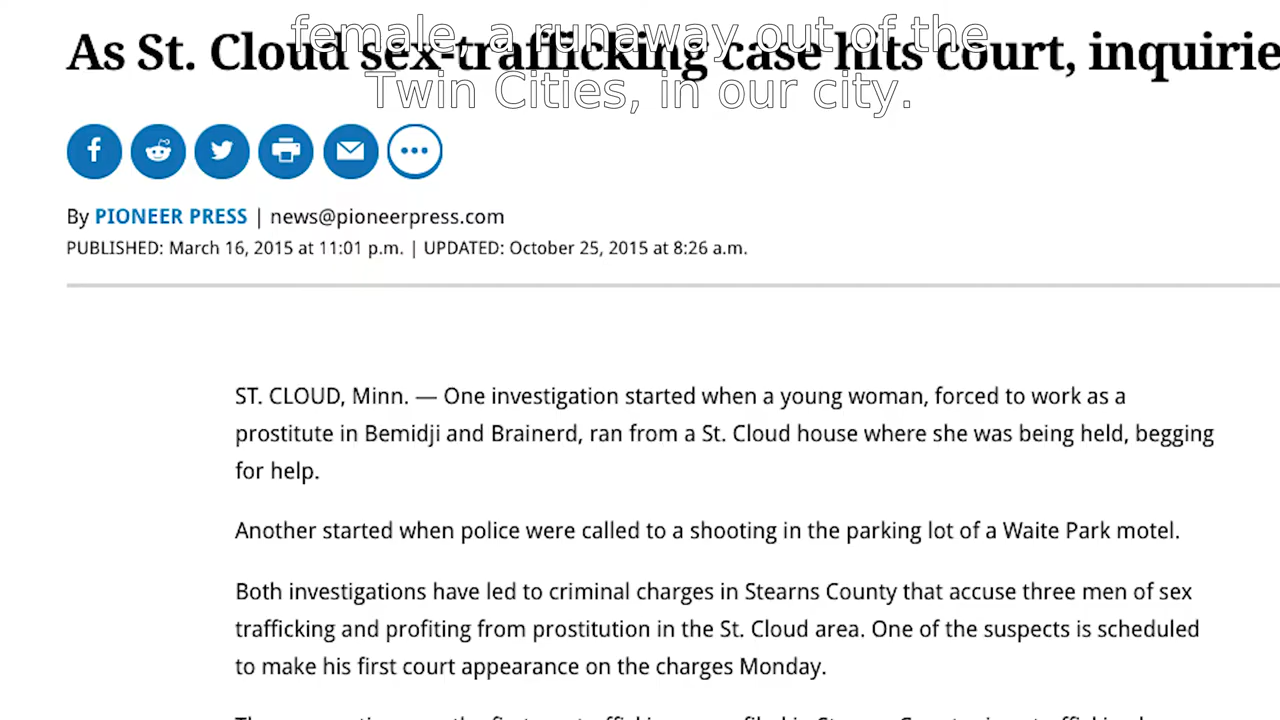 female, a runaway out of the
Twin Cities, in our city.
As St. Cloud sex-trafficking case hits court, inquirie
By PIONEER PRESS | news@pioneerpress.com
PUBLISHED: March 16, 2015 at 11:01 p.m. | UPDATED: October 25, 2015 at 8:26 a.m.
ST. CLOUD, Minn. — One investigation started when a young woman, forced to work as a
prostitute in Bemidji and Brainerd, ran from a St. Cloud house where she was being held, begging
for help.
Another started when police were called to a shooting in the parking lot of a Waite Park motel.
Both investigations have led to criminal charges in Stearns County that accuse three men of sex
trafficking and profiting from prostitution in the St. Cloud area. One of the suspects is scheduled
to make his first court appearance on the charges Monday.